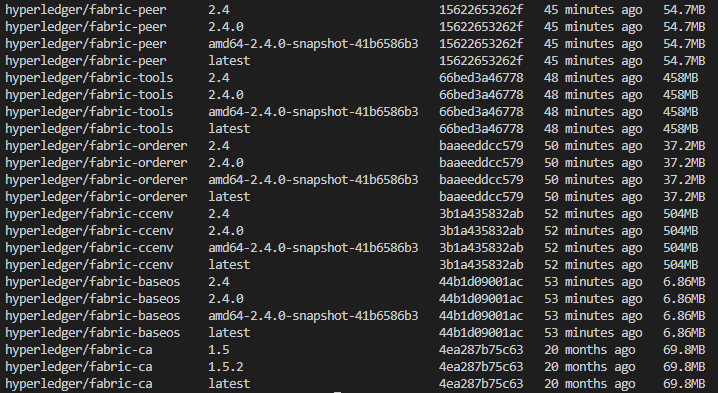 hyperledger/fabric-peer 2.4 15622653262f 45 minutes ago 54.7MB
hyperledger/fabric-peer 2.4.0 15622653262f 45 minutes ago 54.7MB
hyperledger/fabric-peer amd64-2.4.0-snapshot-41b6586b3 15622653262f 45 minutes ago 54.7MB
hyperledger/fabric-peer latest 15622653262f 45 minutes ago 54.7MB
hyperledger/fabric-tools 2.4 66bed3a46778 48 minutes ago 458MB
hyperledger/fabric-tools 2.4.0 66bed3a46778 48 minutes ago 458MB
hyperledger/fabric-tools amd64-2.4.0-snapshot-41b6586b3 66bed3a46778 48 minutes ago 458MB
hyperledger/fabric-tools latest 66bed3a46778 48 minutes ago 458MB
hyperledger/fabric-orderer 2.4 baaeeddcc579 50 minutes ago 37.2MB
hyperledger/fabric-orderer 2.4.0 baaeeddcc579 50 minutes ago 37.2MB
hyperledger/fabric-orderer amd64-2.4.0-snapshot-41b6586b3 baaeeddcc579 50 minutes ago 37.2MB
hyperledger/fabric-orderer latest baaeeddcc579 50 minutes ago 37.2MB
hyperledger/fabric-ccenv 2.4 3b1a435832ab 52 minutes ago 504MB
hyperledger/fabric-ccenv 2.4.0 3b1a435832ab 52 minutes ago 504MB
hyperledger/fabric-ccenv amd64-2.4.0-snapshot-41b6586b3 3b1a435832ab 52 minutes ago 504MB
hyperledger/fabric-ccenv latest 3b1a435832ab 52 minutes ago 504MB
hyperledger/fabric-baseos 2.4 44b1d09001ac 53 minutes ago 6.86MB
hyperledger/fabric-baseos 2.4.0 44b1d09001ac 53 minutes ago 6.86MB
hyperledger/fabric-baseos amd64-2.4.0-snapshot-41b6586b3 44b1d09001ac 53 minutes ago 6.86MB
hyperledger/fabric-baseos latest 44b1d09001ac 53 minutes ago 6.86MB
hyperledger/fabric-ca 1.5 4ea287b75c63 20 months ago 69.8MB
hyperledger/fabric-ca 1.5.2 4ea287b75c63 20 months ago 69.8MB
hyperledger/fabric-ca latest 4ea287b75c63 20 months ago 69.8MB